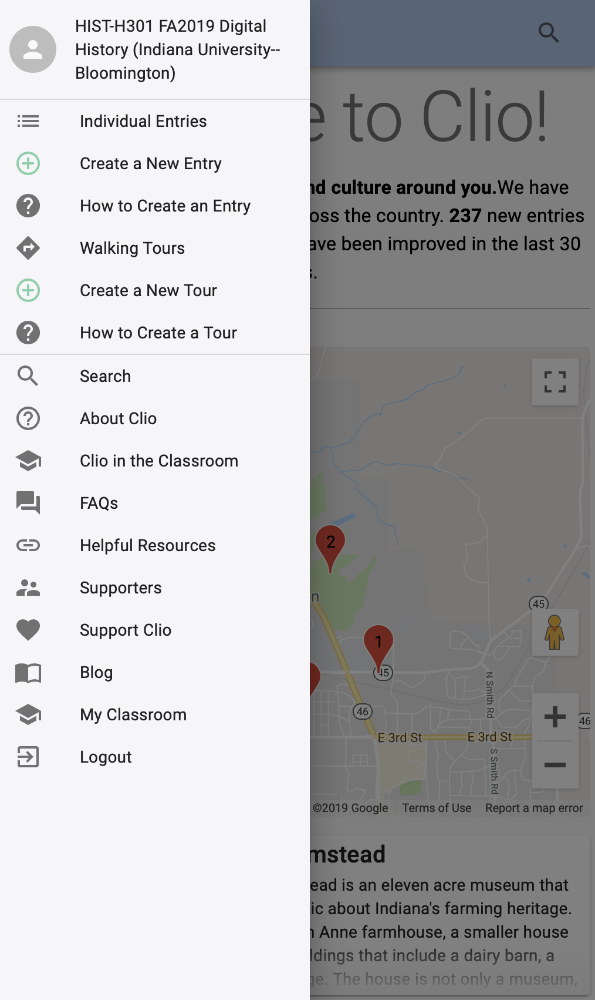 HIST-H301 FA2019 Digital
History (Indiana University--
Bloomington)
Individual Entries
Create a New Entry
How to Create an Entry
Walking Tours
Create a New Tour
How to Create a Tour
Search
About Clio
Clio in the Classroom
FAQs
Helpful Resources
Supporters
Support Clio
Blog
My Classroom
Logout
e to Clio!
nd culture around you.We have
oss the country. 237 new entries
ave been improved in the last 30
s.
2
on
45
1
45
N Smith Rd
46
46
E 3rd St
E 3rd St
S Smith Rd
©2019 Google
Terms of Use
Report a map error
mstead
ead is an eleven acre museum that
ic about Indiana's farming heritage.
n Anne farmhouse, a smaller house
ldings that include a dairy barn, a
ge. The house is not only a museum,